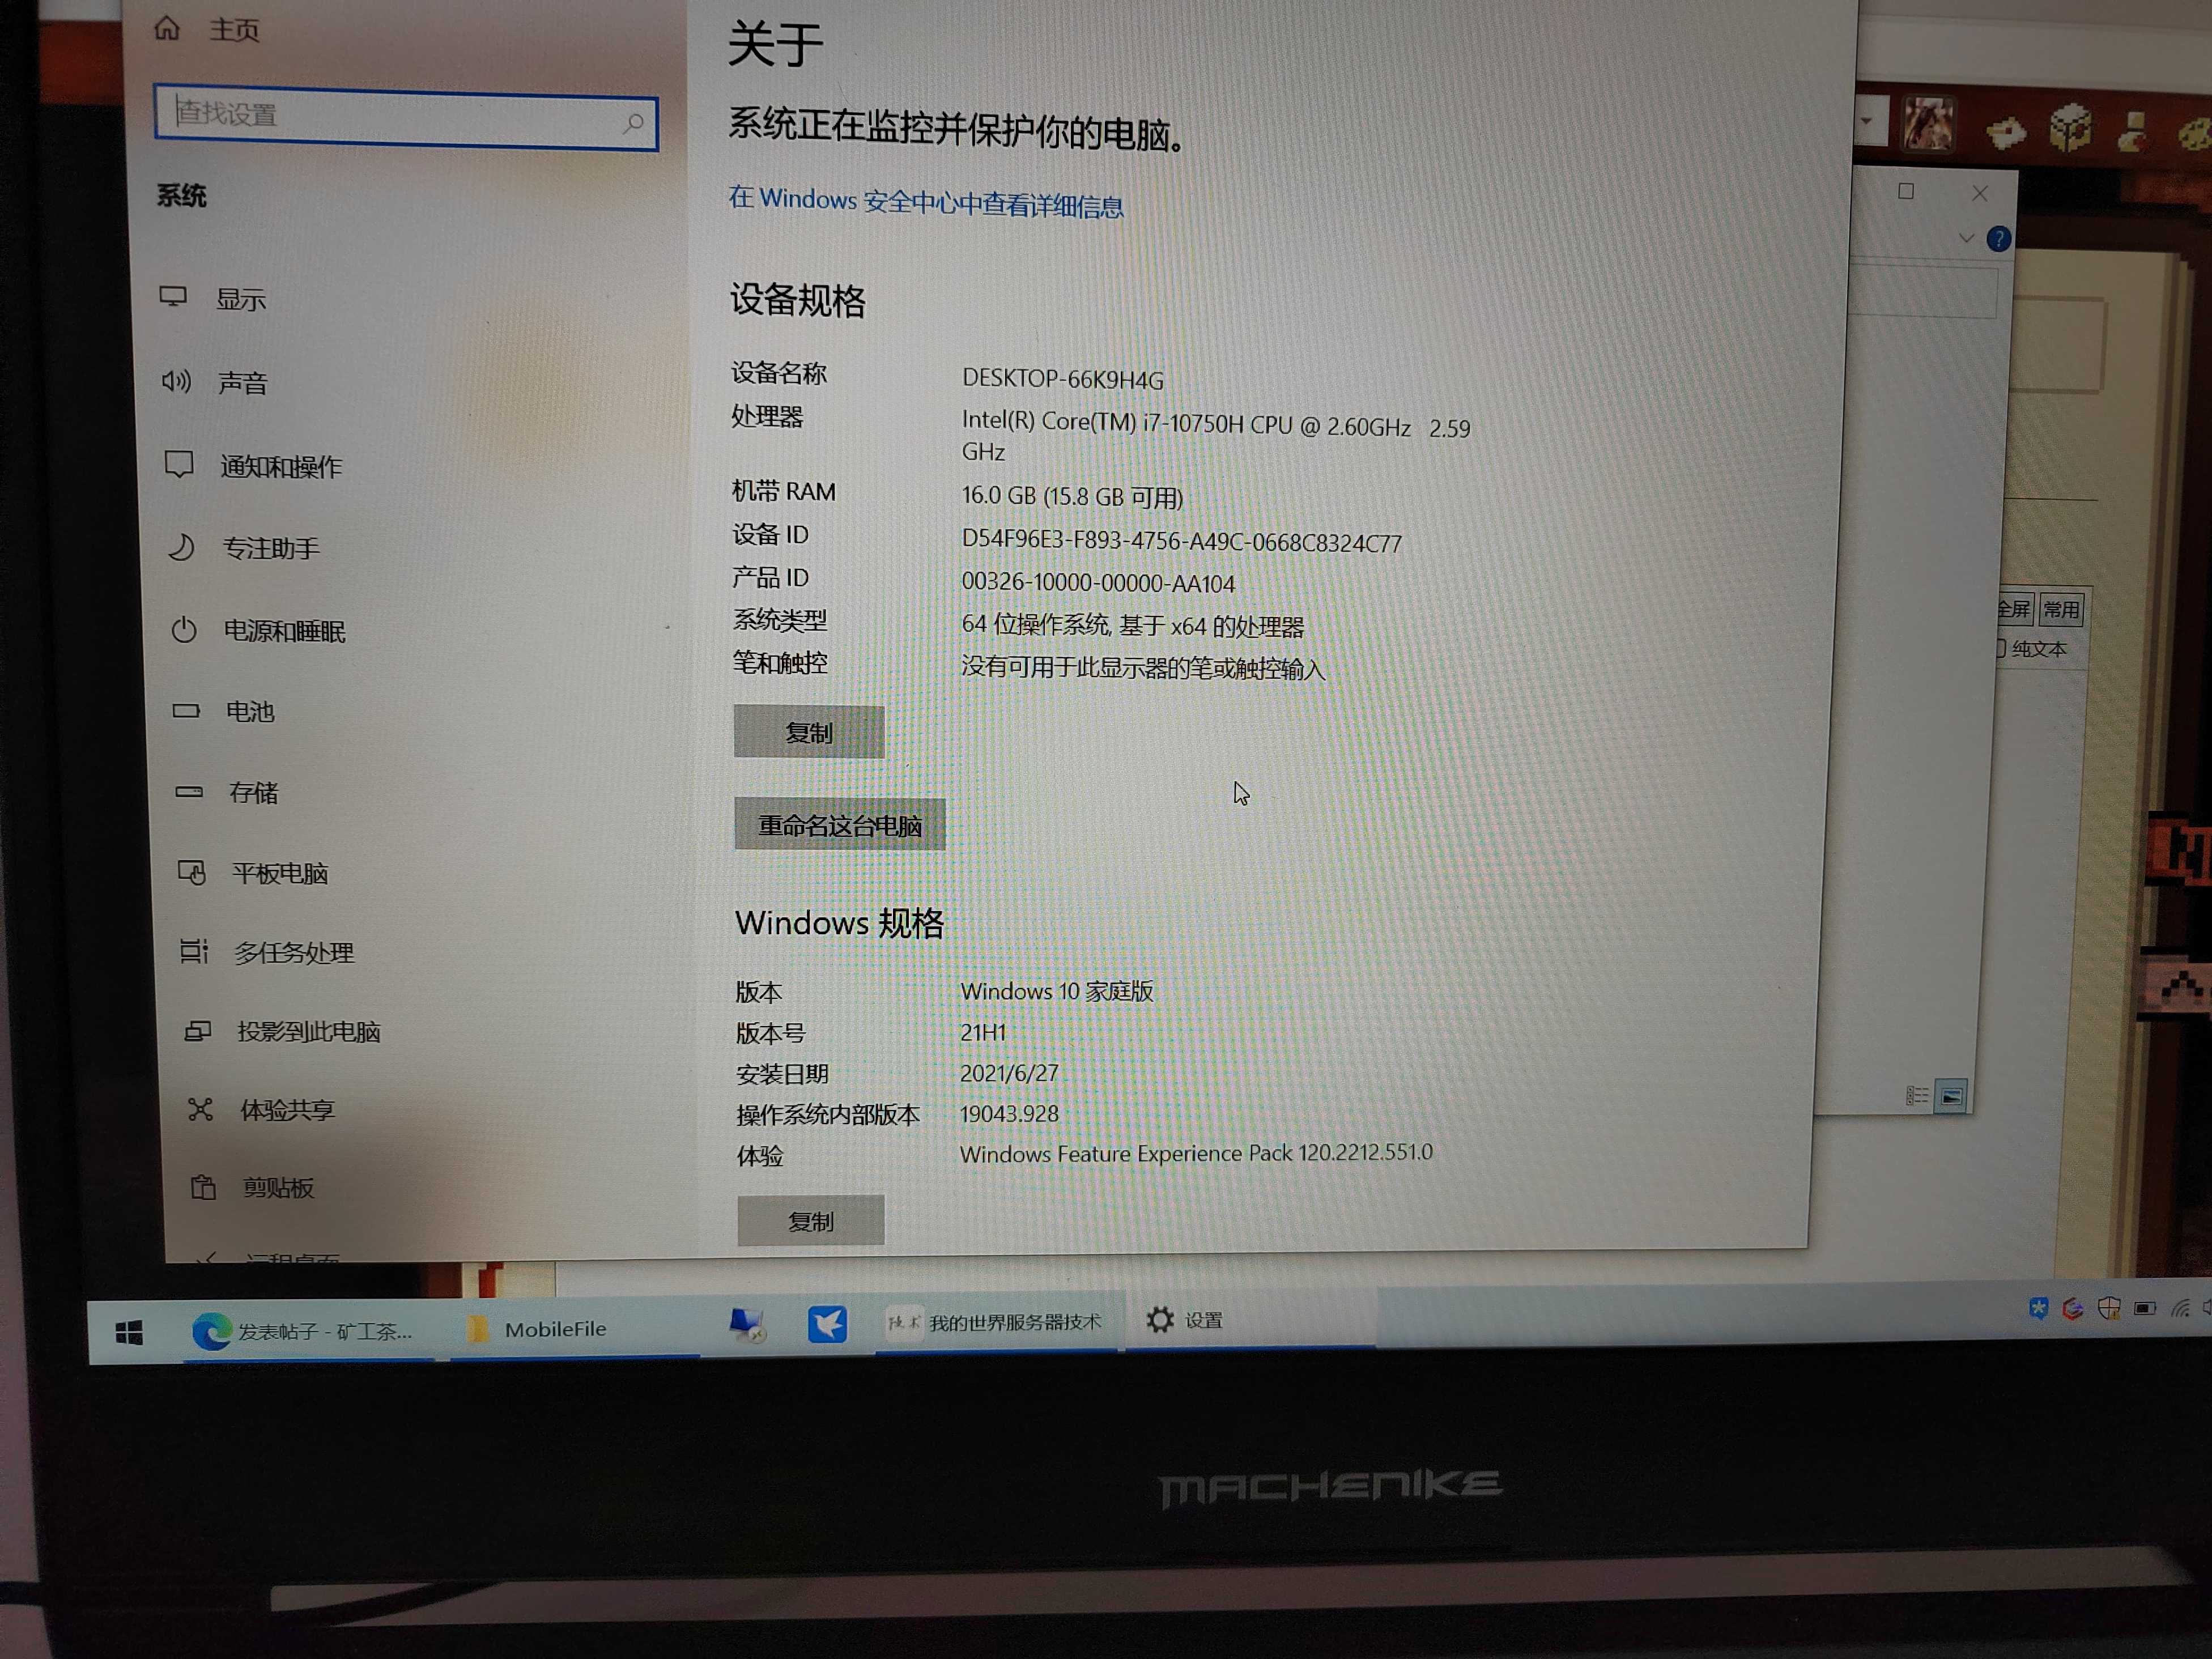 主页
查找设置
系统
显示
声音
通知和操作
专注助手
电源和睡眠
电池
存储
平板电脑
多任务处理
投影到此电脑
体验共享
剪贴板
远程桌面
关于
系统正在监控并保护你的电脑。
在 Windows 安全中心中查看详细信息
设备规格
设备名称 DESKTOP-66K9H4G
处理器 Intel(R) Core(TM) i7-10750H CPU @ 2.60GHz 2.59
GHz
机带 RAM 16.0 GB (15.8 GB 可用)
设备 ID D54F96E3-F893-4756-A49C-0668C8324C77
产品 ID 00326-10000-00000-AA104
系统类型 64 位操作系统, 基于 x64 的处理器
笔和触控 没有可用于此显示器的笔或触控输入
复制
重命名这台电脑
Windows 规格
版本 Windows 10 家庭版
版本号 21H1
安装日期 2021/6/27
操作系统内部版本 19043.928
体验 Windows Feature Experience Pack 120.2212.551.0
复制
全屏 常用
纯文本
发表帖子 - 矿工茶... MobileFile 技术 我的世界服务器技术 设置
MACHENIKE